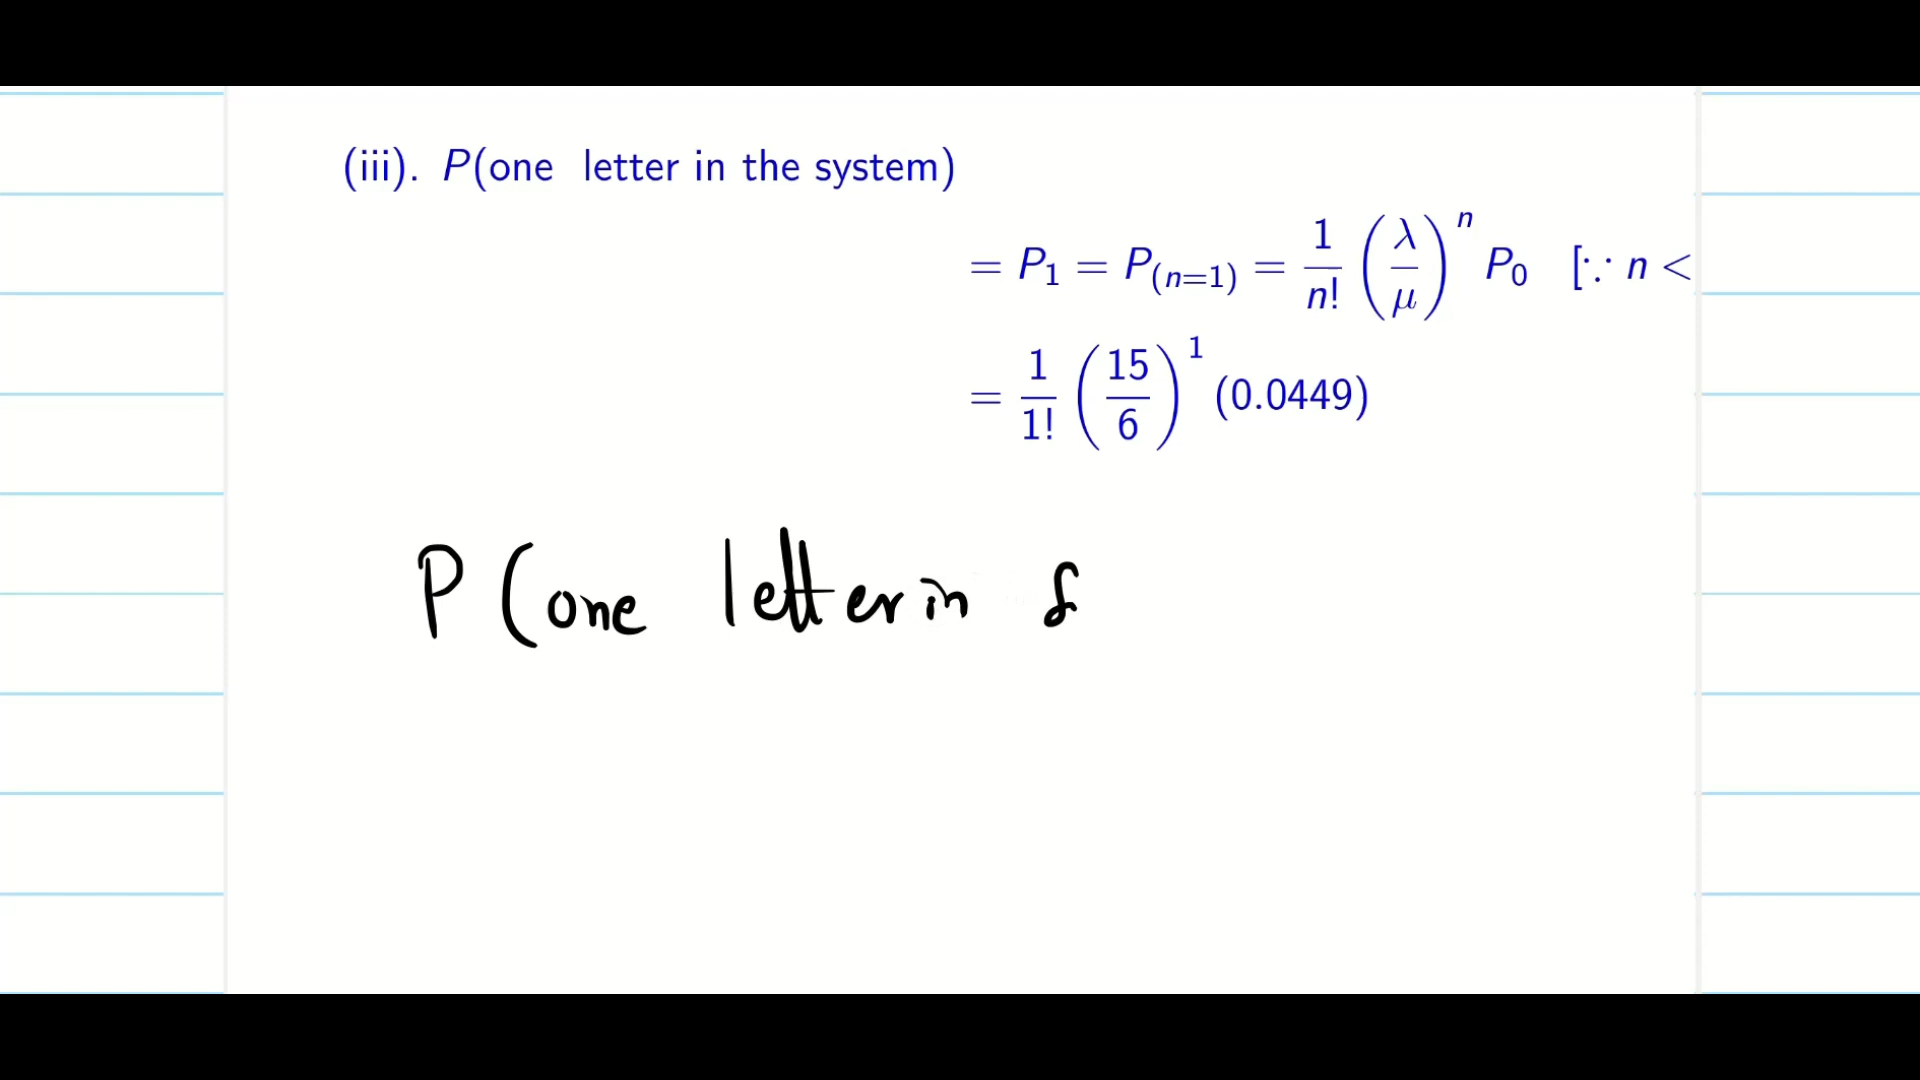 (iii). P(one letter in the system)
= P₁ = P₍ₙ₌₁₎ = 1/n! (λ/μ)ⁿ P₀ [∵ n <
= 1/1! (15/6)¹ (0.0449)
P (one letter in s